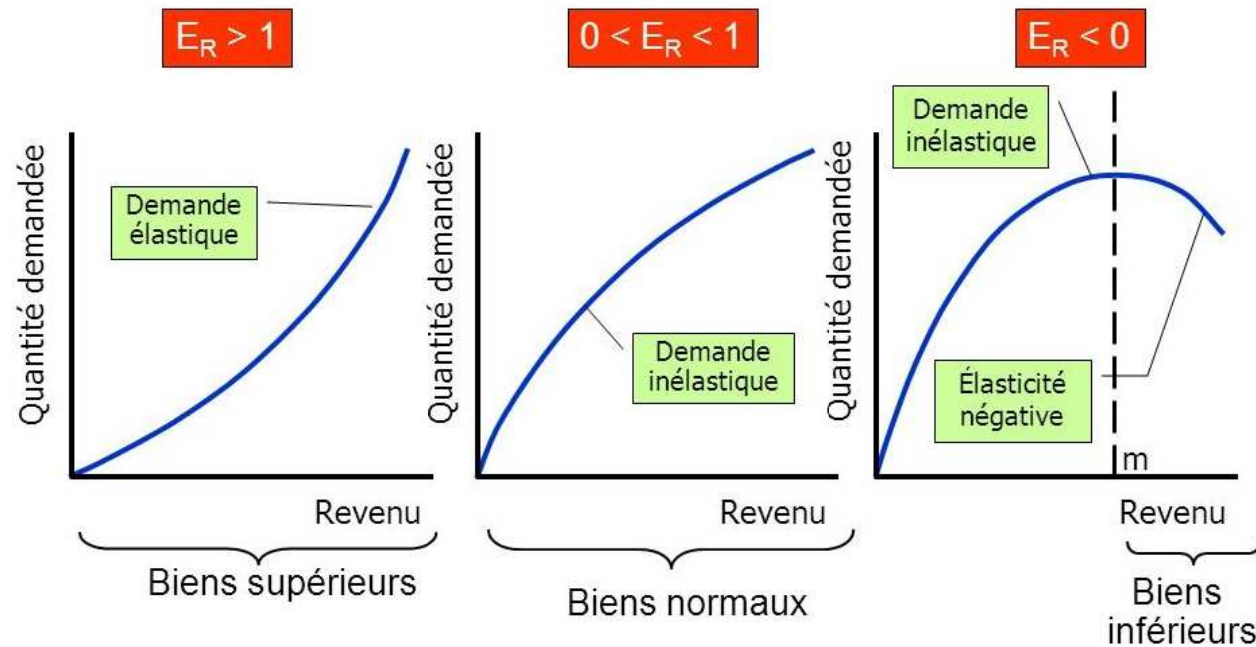 E_R > 1
0 < E_R < 1
E_R < 0
Quantité demandée
Demande
élastique
Revenu
Biens supérieurs
Quantité demandée
Demande
inélastique
Revenu
Biens normaux
Quantité demandée
Demande
inélastique
Élasticité
négative
m
Revenu
Biens
inférieurs